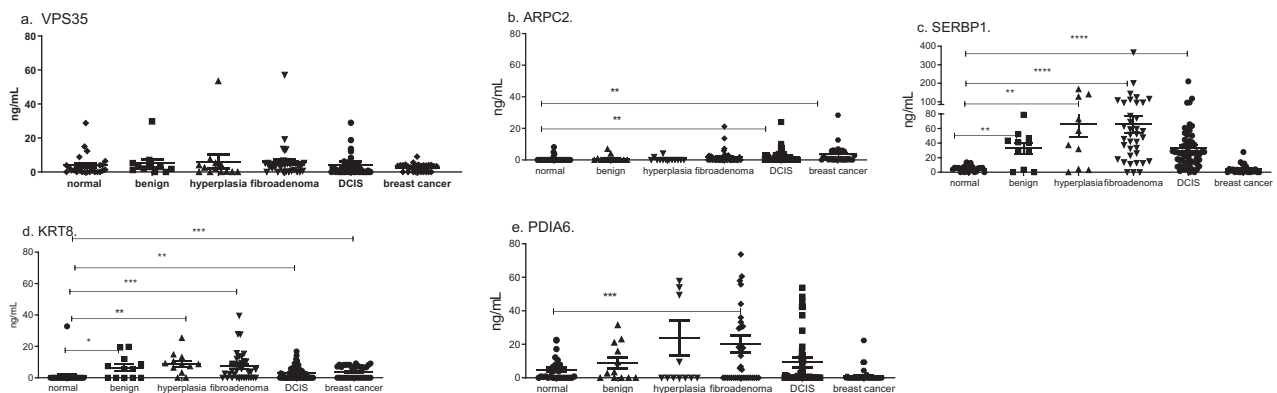 a. VPS35
80
60
40
20
0
ng/mL
normal benign hyperplasia fibroadenoma DCIS breast cancer
b. ARPC2.
80
60
40
20
0
ng/mL
**
**
normal benign hyperplasia fibroadenoma DCIS breast cancer
c. SERBP1.
400
300
200
100
80
60
40
20
0
ng/mL
****
****
**
**
normal benign hyperplasia fibroadenoma DCIS breast cancer
d. KRT8.
80
60
40
20
0
ng/mL
***
**
***
**
*
normal benign hyperplasia fibroadenoma DCIS breast cancer
e. PDIA6.
80
60
40
20
0
ng/mL
***
normal benign hyperplasia fibroadenoma DCIS breast cancer